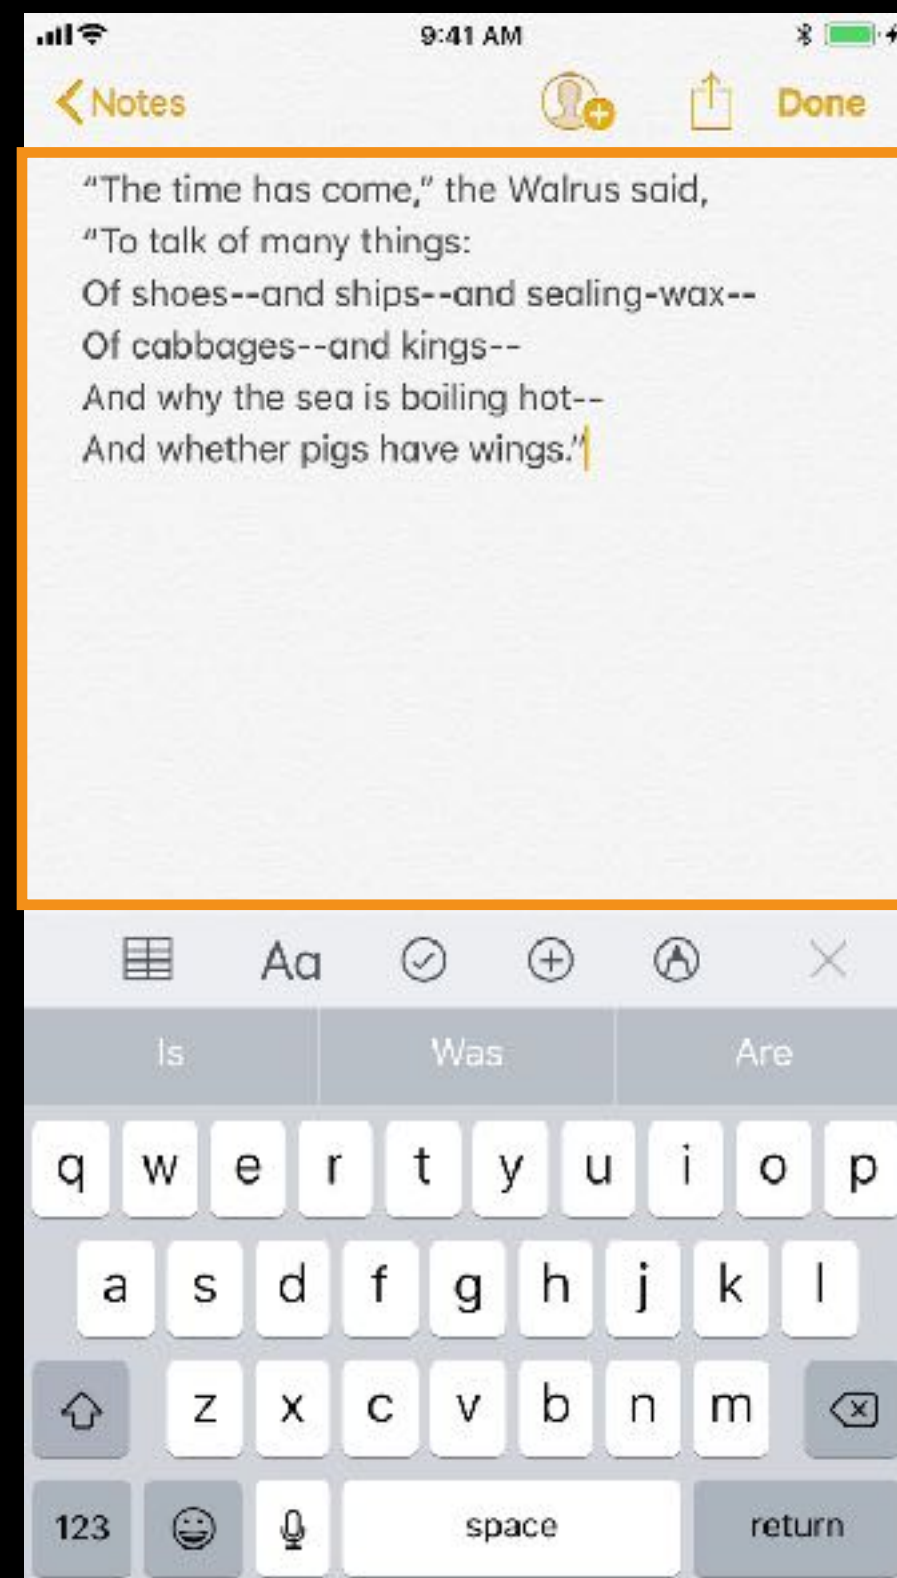 9:41 AM
Notes
Done
“The time has come,” the Walrus said,
“To talk of many things:
Of shoes--and ships--and sealing-wax--
Of cabbages--and kings--
And why the sea is boiling hot--
And whether pigs have wings.”
Aa
Is Was Are
q w e r t y u i o p
a s d f g h j k l
z x c v b n m
123 space return